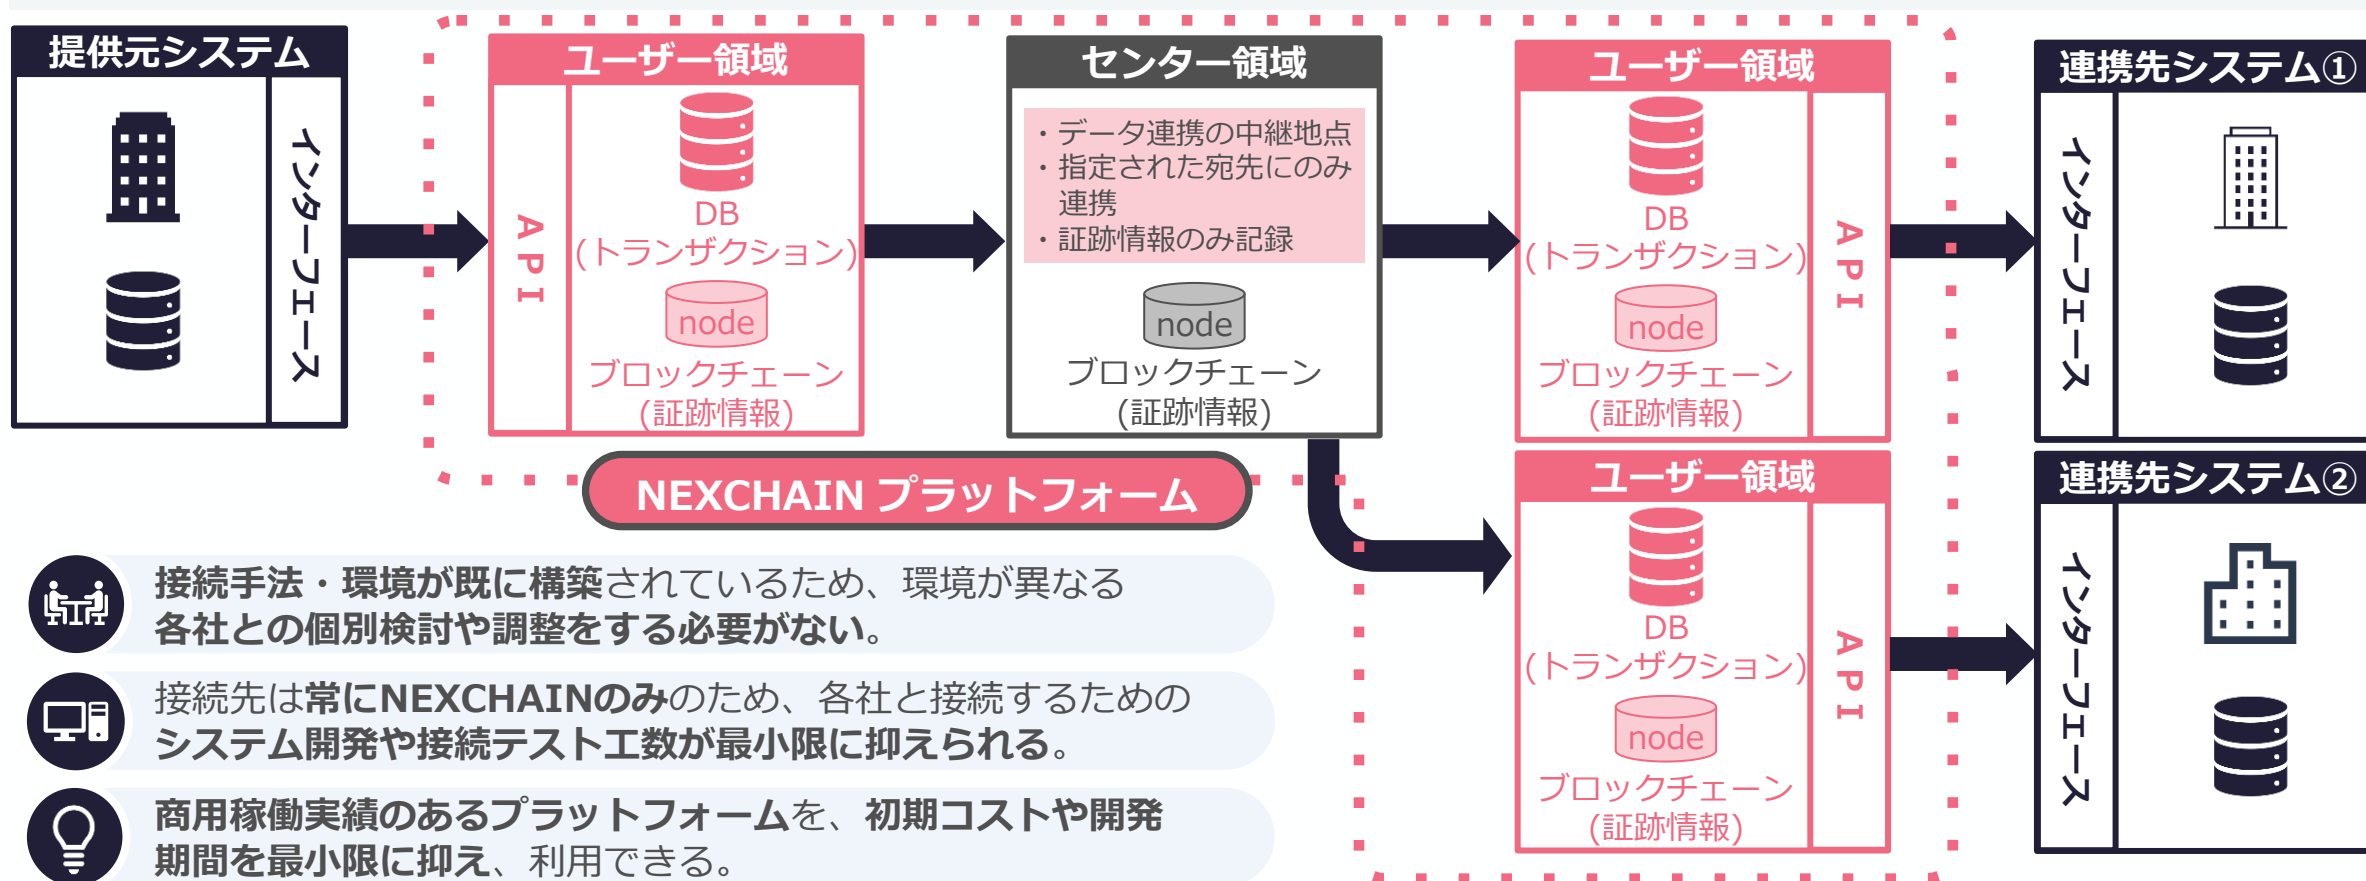 提供元システム
インターフェース
ユーザー領域
API
DB
(トランザクション)
node
ブロックチェーン
(証跡情報)
センター領域
・データ連携の中継地点
・指定された宛先にのみ
連携
・証跡情報のみ記録
node
ブロックチェーン
(証跡情報)
ユーザー領域
DB
(トランザクション)
node
ブロックチェーン
(証跡情報)
API
連携先システム①
インターフェース
NEXCHAIN プラットフォーム
ユーザー領域
DB
(トランザクション)
node
ブロックチェーン
(証跡情報)
API
連携先システム②
インターフェース
接続手法・環境が既に構築されているため、環境が異なる
各社との個別検討や調整をする必要がない。
接続先は常にNEXCHAINのみのため、各社と接続するための
システム開発や接続テスト工数が最小限に抑えられる。
商用稼働実績のあるプラットフォームを、初期コストや開発
期間を最小限に抑え、利用できる。